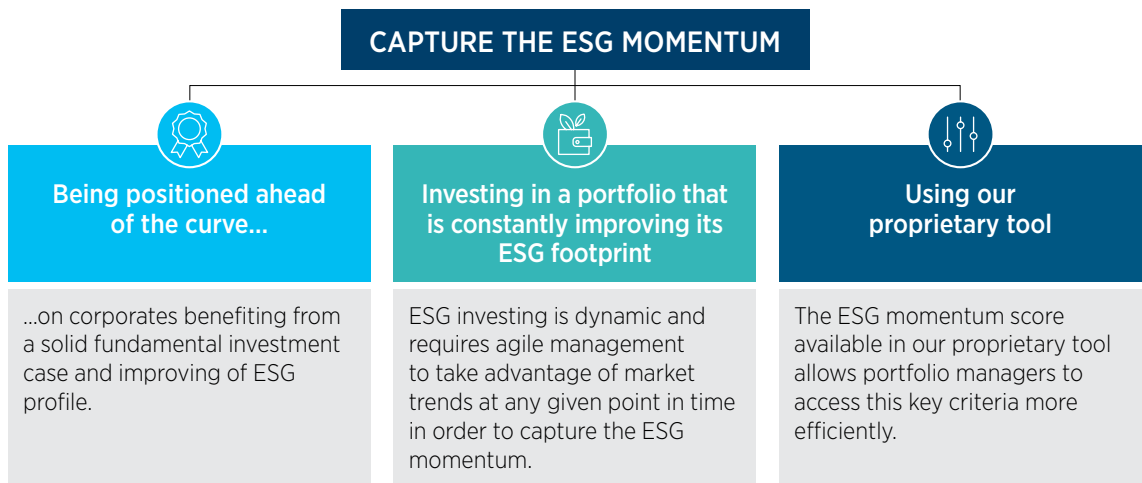 CAPTURE THE ESG MOMENTUM
Being positioned ahead
of the curve...
...on corporates benefiting from
a solid fundamental investment
case and improving of ESG
profile.
Investing in a portfolio that
is constantly improving its
ESG footprint
ESG investing is dynamic and
requires agile management
to take advantage of market
trends at any given point in time
in order to capture the ESG
momentum.
Using our
proprietary tool
The ESG momentum score
available in our proprietary tool
allows portfolio managers to
access this key criteria more
efficiently.